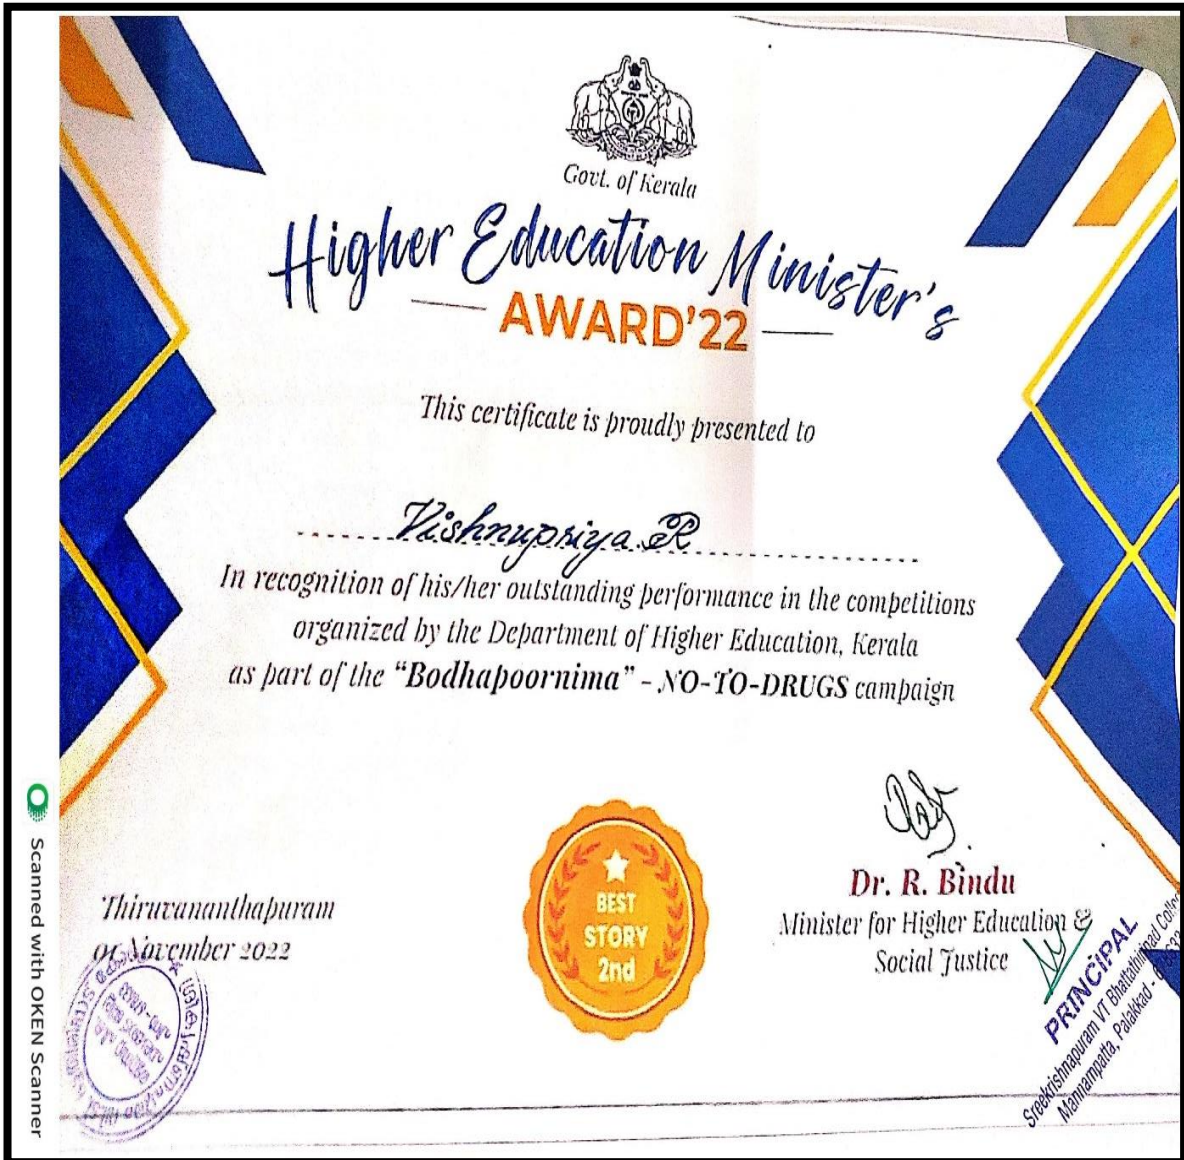 Govt. of Kerala
Higher Education Minister's
AWARD'22
This certificate is proudly presented to
Vishnupriya R
In recognition of his/her outstanding performance in the competitions
organized by the Department of Higher Education, Kerala
as part of the “Bodhapoornima” - NO-TO-DRUGS campaign
BEST
STORY
2nd
Thiruvananthapuram
01 November 2022
Dr. R. Bindu
Minister for Higher Education &
Social Justice
PRINCIPAL
Sreekrishnapuram VT Bhattathiripad
Mannampatta, Palakkad -
Scanned with OKEN Scanner